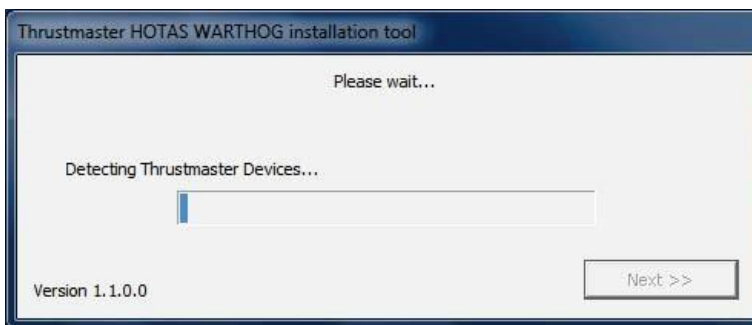 Thrustmaster HOTAS WARTHOG installation tool
Please wait...
Detecting Thrustmaster Devices...
Next >>
Version 1.1.0.0